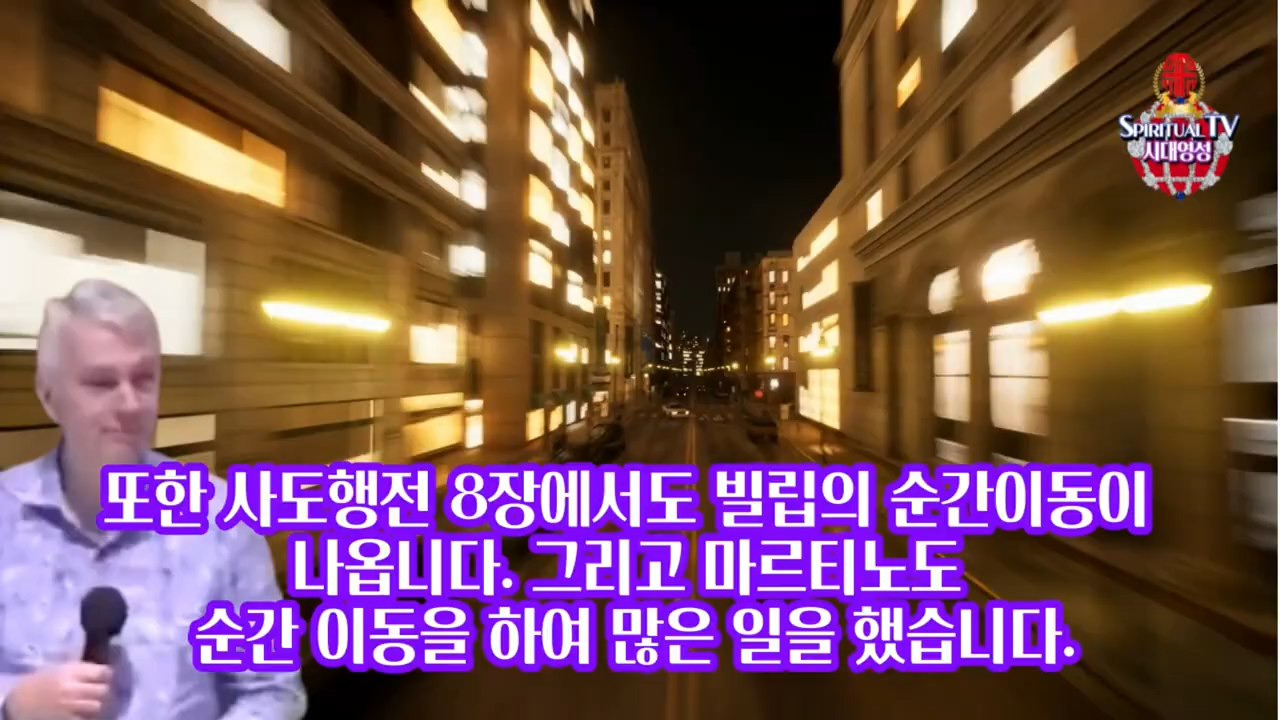 SPIRITUAL TV
시대영성
또한 사도행전 8장에서도 빌립의 순간이동이
나옵니다. 그리고 마르티노도
순간 이동을 하여 많은 일을 했습니다.